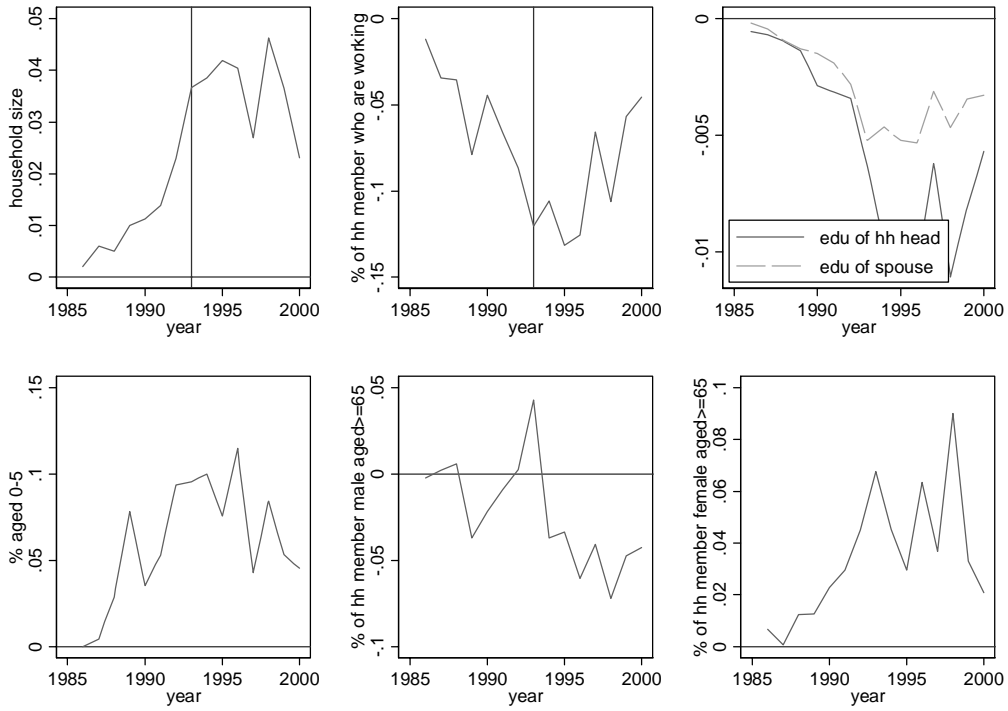 household size
.05
.04
.03
.02
.01
0
1985 1990 1995 2000
year
% of hh member who are working
0
-.05
-.1
-.15
1985 1990 1995 2000
year
0
-.005
-.01
edu of hh head
edu of spouse
1985 1990 1995 2000
year
% aged 0-5
.15
.1
.05
0
1985 1990 1995 2000
year
% of hh member male aged>=65
.05
0
-.05
-.1
1985 1990 1995 2000
year
% of hh member female aged>=65
.1
.08
.06
.04
.02
0
1985 1990 1995 2000
year